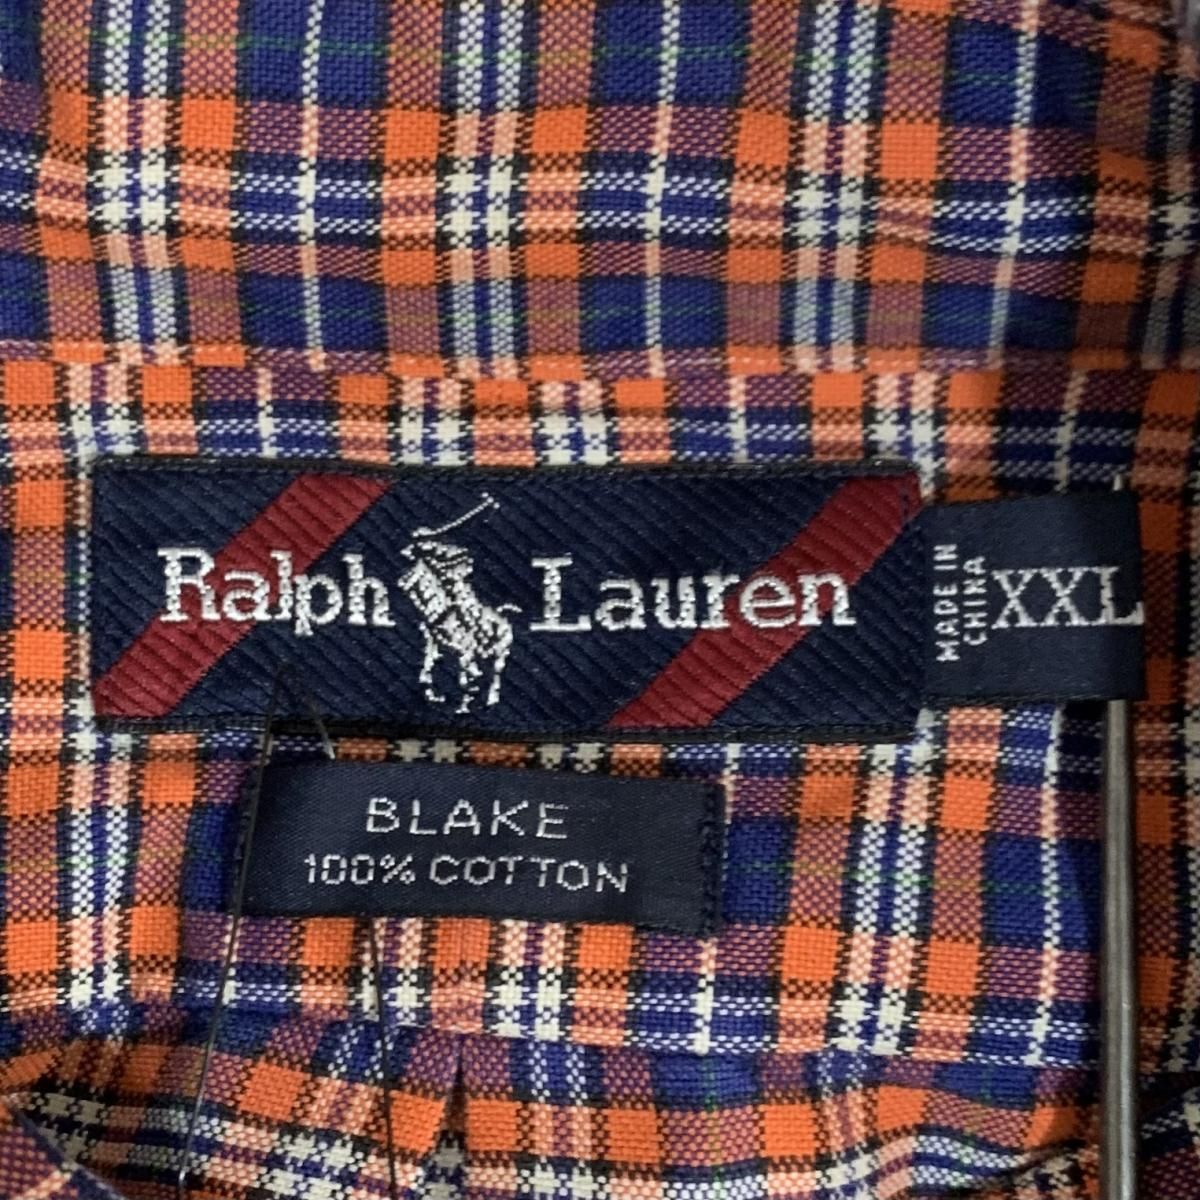 Ralph Lauren
MADE IN
CHINA
XXL
BLAKE
100% COTTON